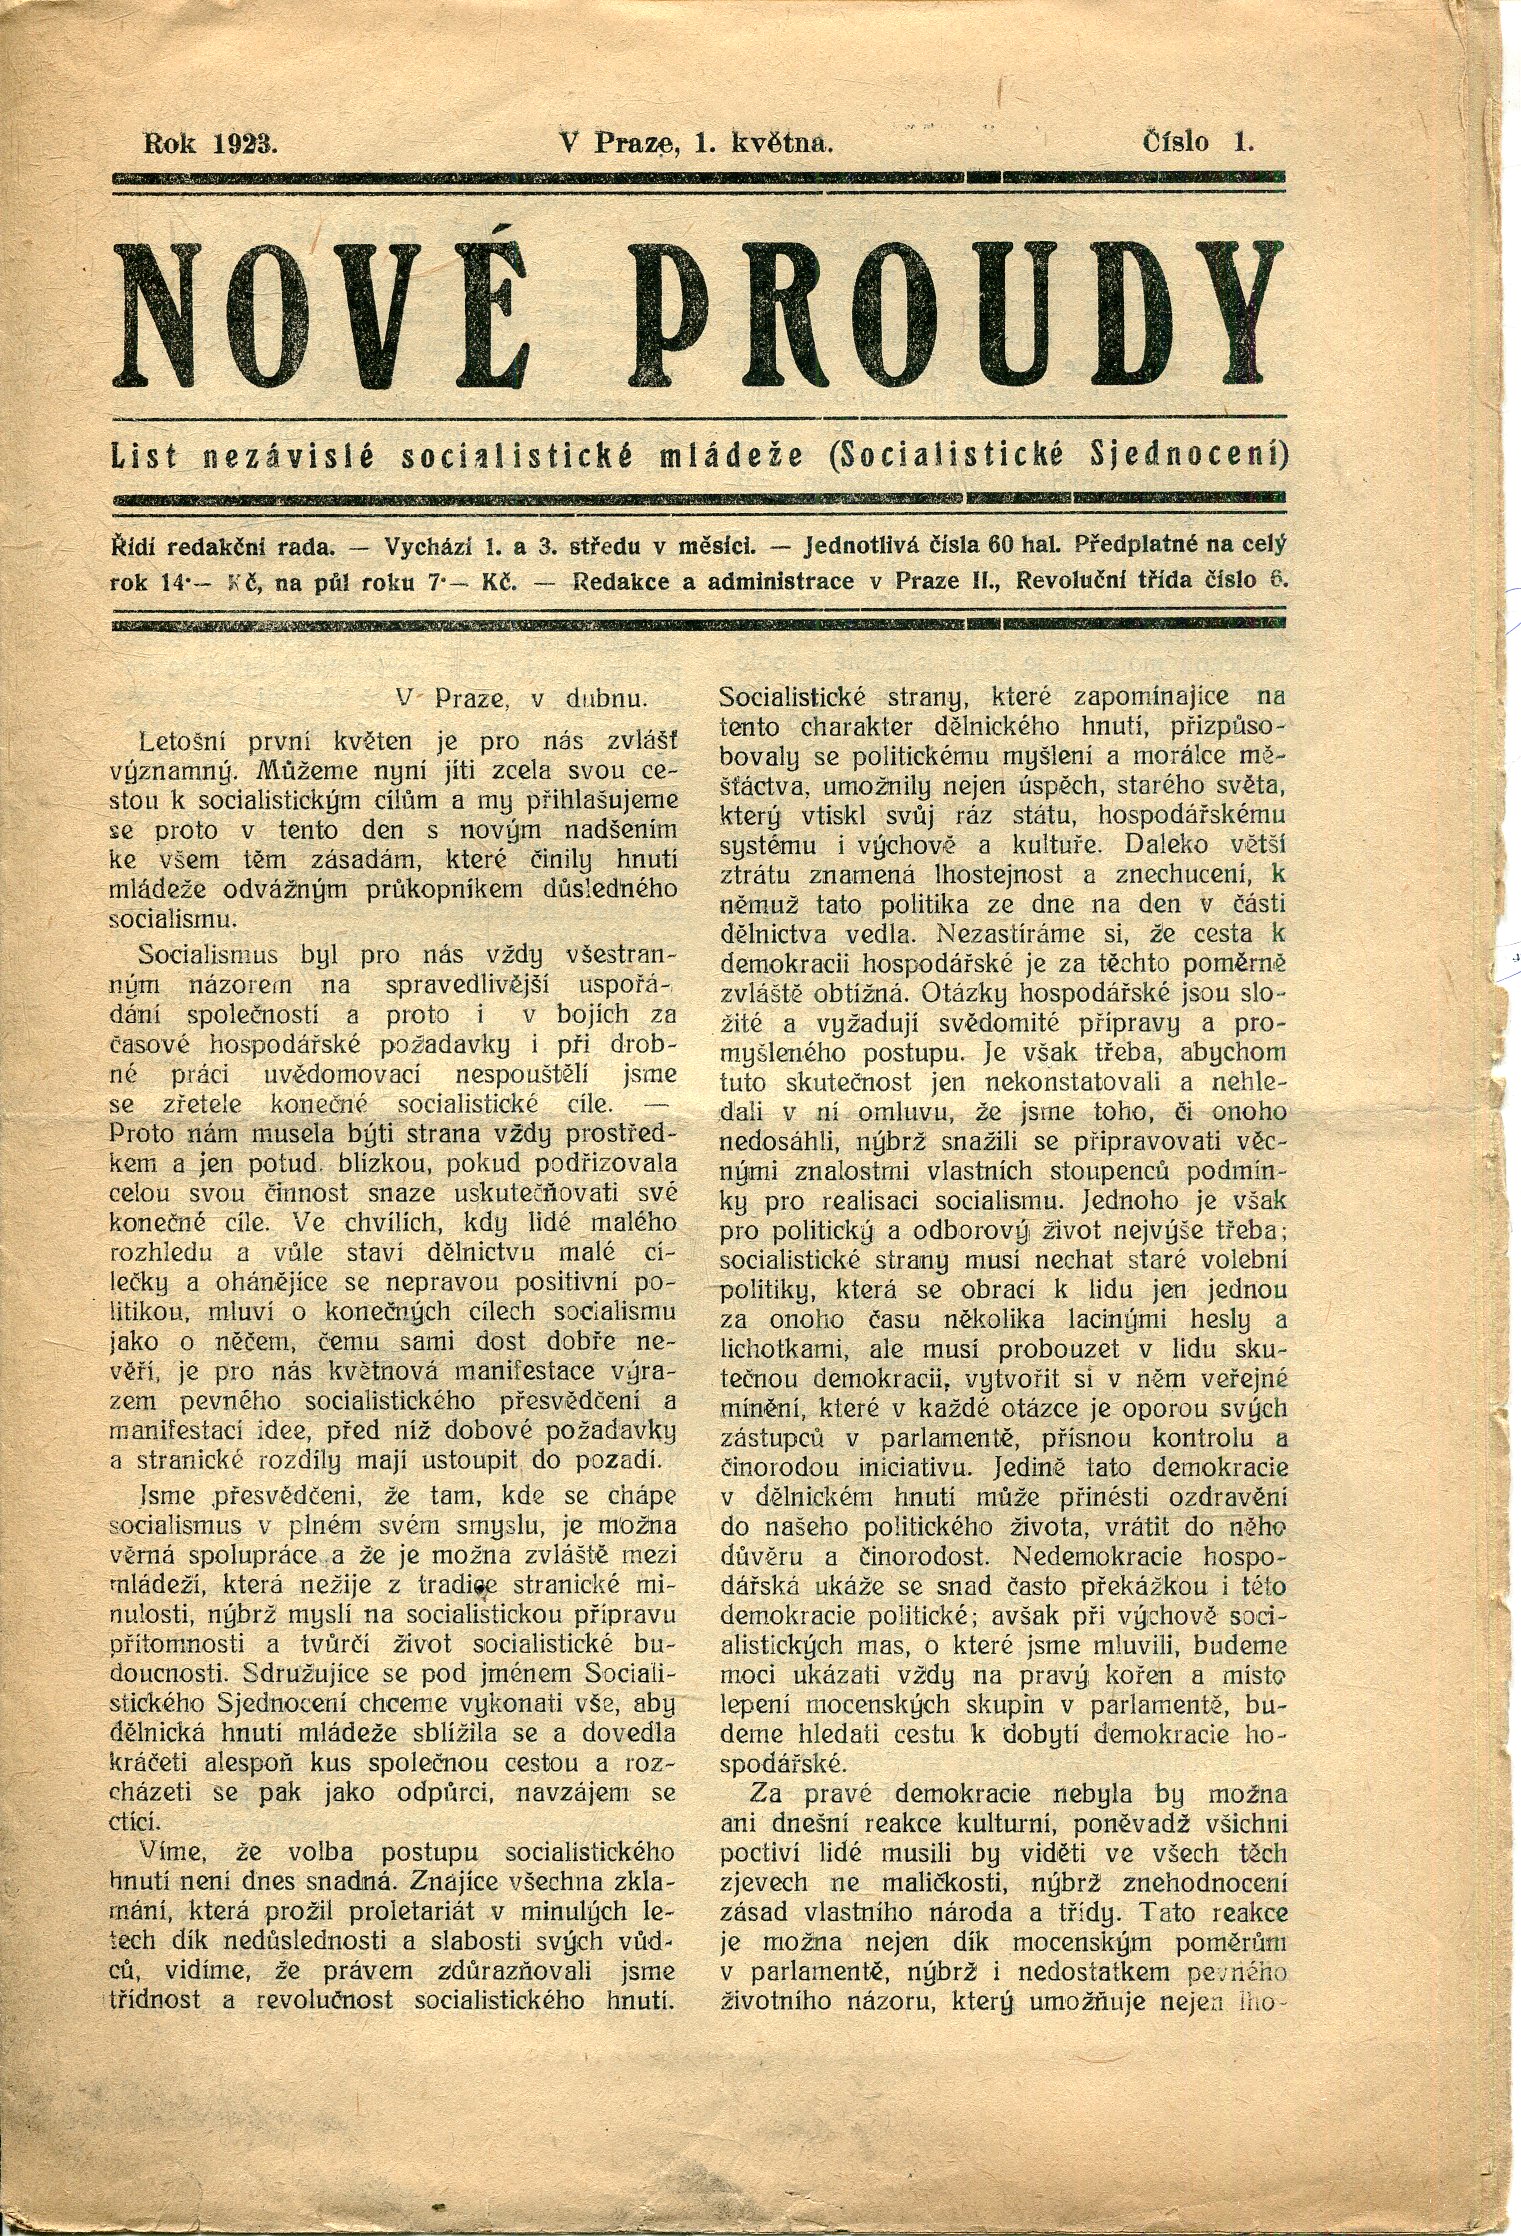 Rok 1923.
V Praze, 1. května.
Číslo 1.
NOVÉ PROUDY
List nezávislé socialistické mládeže (Socialistické Sjednocení)
Řídí redakční rada. — Vychází 1. a 3. středu v měsíci. — Jednotlivá čísla 60 hal. Předplatné na celý
rok 14·— Kč, na půl roku 7·— Kč. — Redakce a administrace v Praze II., Revoluční třída číslo 6.
V Praze, v dubnu.
Letošní první květen je pro nás zvlášť
významný. Můžeme nyní jíti zcela svou ce-
stou k socialistickým cílům a my přihlašujeme
se proto v tento den s novým nadšením
ke všem těm zásadám, které činily hnutí
mládeže odvážným průkopníkem důsledného
socialismu.
Socialismus byl pro nás vždy všestran-
ným názorem na spravedlivější uspořá-
dání společnosti a proto i v bojích za
časové hospodářské požadavky i při drob-
né práci uvědomovací nespouštěli jsme
se zřetele konečné socialistické cíle. —
Proto nám musela býti strana vždy prostřed-
kem a jen potud blízkou, pokud podřizovala
celou svou činnost snaze uskutečňovati své
konečné cíle. Ve chvílích, kdy lidé malého
rozhledu a vůle staví dělnictvu malé cí-
lečky a ohánějíce se nepravou positivní po-
litikou, mluví o konečných cílech socialismu
jako o něčem, čemu sami dost dobře ne-
věří, je pro nás květnová manifestace výra-
zem pevného socialistického přesvědčení a
manifestací idee, před níž dobové požadavky
a stranické rozdíly mají ustoupit do pozadí.
Jsme přesvědčeni, že tam, kde se chápe
socialismus v plném svém smyslu, je možna
věrná spolupráce a že je možna zvláště mezi
mládeží, která nežije z tradice stranické mi-
nulosti, nýbrž myslí na socialistickou přípravu
přítomnosti a tvůrčí život socialistické bu-
doucnosti. Sdružujíce se pod jménem Sociali-
stického Sjednocení chceme vykonati vše, aby
dělnická hnutí mládeže sblížila se a dovedla
kráčeti alespoň kus společnou cestou a roz-
cházeti se pak jako odpůrci, navzájem se
ctící.
Víme, že volba postupu socialistického
hnutí není dnes snadná. Znajíce všechna zkla-
mání, která prožil proletariát v minulých le-
tech dík nedůslednosti a slabosti svých vůd-
ců, vidíme, že právem zdůrazňovali jsme
třídnost a revolučnost socialistického hnutí.
Socialistické strany, které zapomínajíce na
tento charakter dělnického hnutí, přizpůso-
bovaly se politickému myšlení a morálce mě-
šťáctva, umožnily nejen úspěch, starého světa,
který vtiskl svůj ráz státu, hospodářskému
systému i výchově a kultuře. Daleko větší
ztrátu znamená lhostejnost a znechucení, k
němuž tato politika ze dne na den v části
dělnictva vedla. Nezastíráme si, že cesta k
demokracii hospodářské je za těchto poměrně
zvláště obtížná. Otázky hospodářské jsou slo-
žité a vyžadují svědomité přípravy a pro-
myšleného postupu. Je však třeba, abychom
tuto skutečnost jen nekonstatovali a nehle-
dali v ní omluvu, že jsme toho, či onoho
nedosáhli, nýbrž snažili se připravovati věc-
nými znalostmi vlastních stoupenců podmín-
ky pro realisaci socialismu. Jednoho je však
pro politický a odborový život nejvýše třeba;
socialistické strany musí nechat staré volební
politiky, která se obrací k lidu jen jednou
za onoho času několika lacinými hesly a
lichotkami, ale musí probouzet v lidu sku-
tečnou demokracii, vytvořit si v něm veřejné
mínění, které v každé otázce je oporou svých
zástupců v parlamentě, přísnou kontrolu a
činorodou iniciativu. Jedině tato demokracie
v dělnickém hnutí může přinésti ozdravění
do našeho politického života, vrátit do něho
důvěru a činorodost. Nedemokracie hospo-
dářská ukáže se snad často překážkou i této
demokracie politické; avšak při výchově soci-
alistických mas, o které jsme mluvili, budeme
moci ukázati vždy na pravý kořen a místo
lepení mocenských skupin v parlamentě, bu-
deme hledati cestu k dobytí demokracie ho-
spodářské.
Za pravé demokracie nebyla by možna
ani dnešní reakce kulturní, poněvadž všichni
poctiví lidé musili by viděti ve všech těch
zjevech ne maličkosti, nýbrž znehodnocení
zásad vlastního národa a třídy. Tato reakce
je možna nejen dík mocenským poměrům
v parlamentě, nýbrž i nedostatkem pevného
životního názoru, který umožňuje nejen lho-